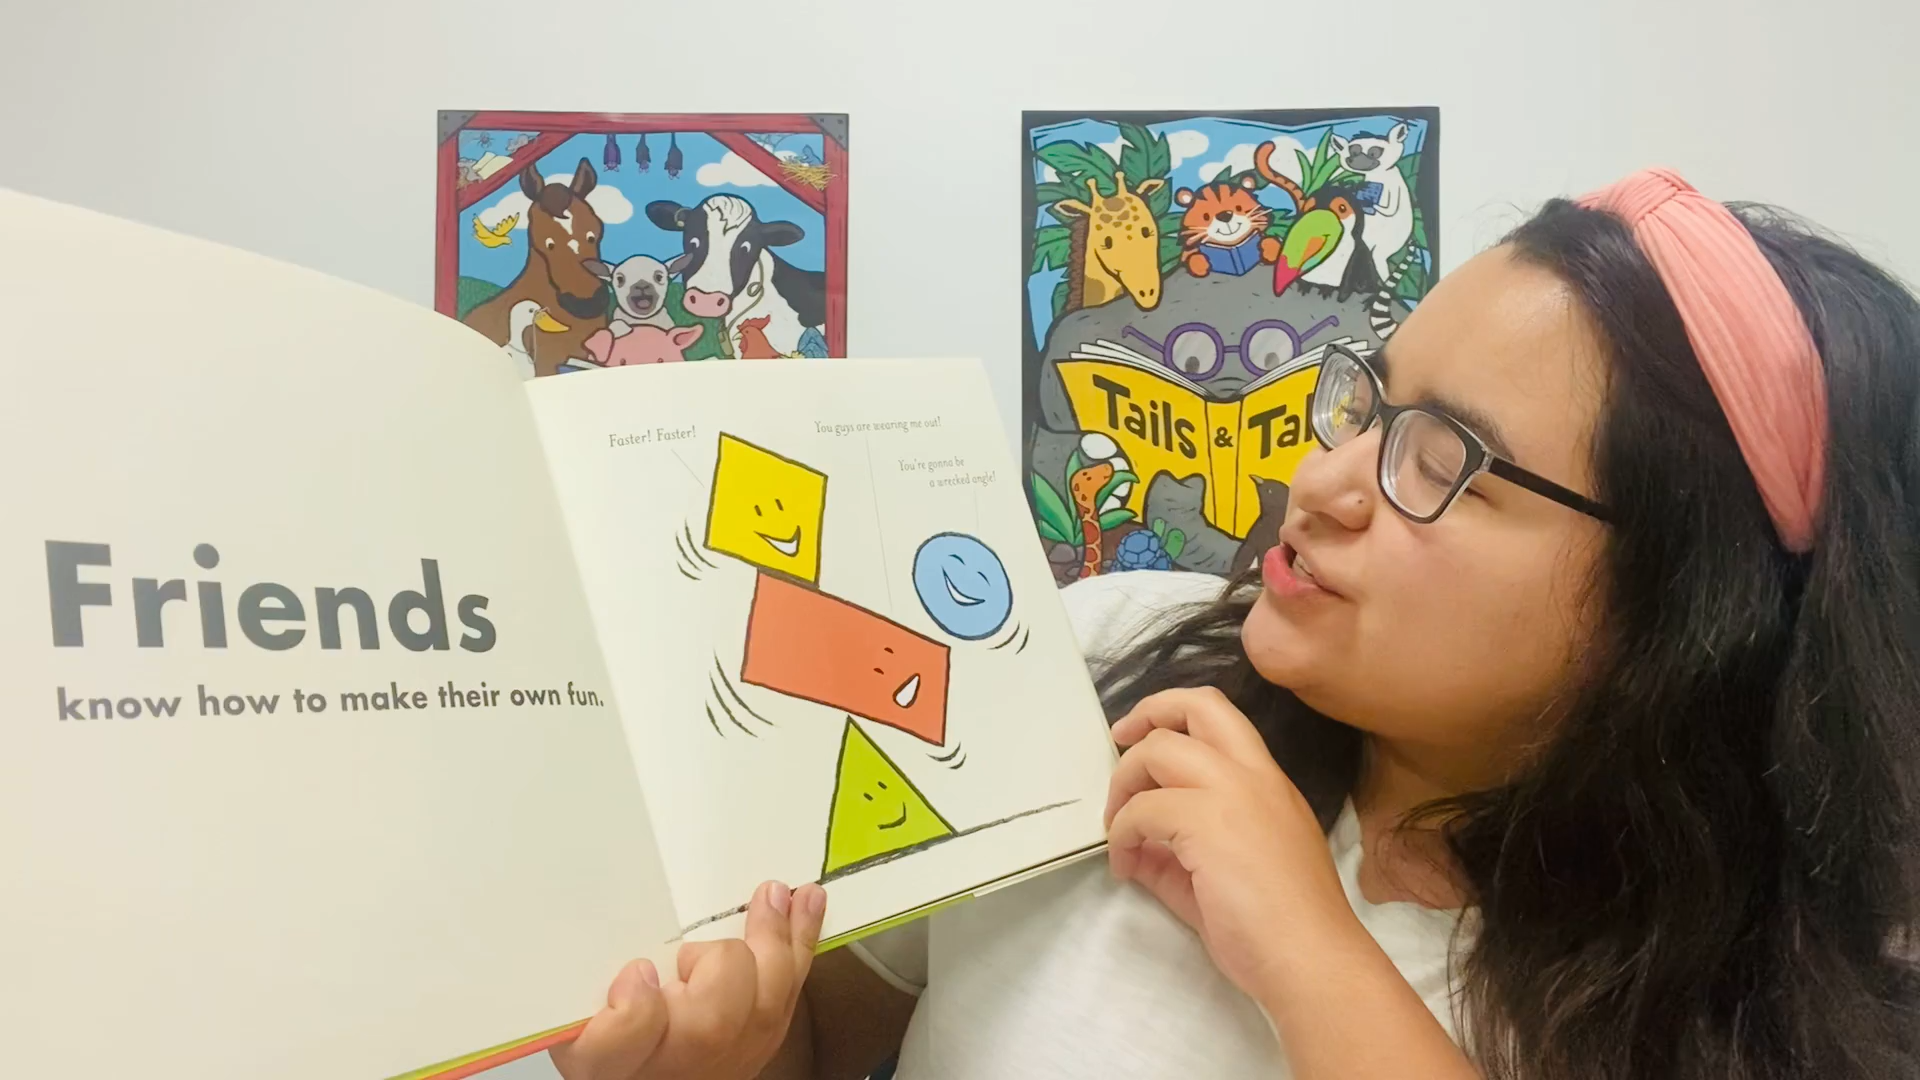 Friends
know how to make their own fun.
Faster! Faster!
You guys are wearing me out!
You're gonna be
a wrecked angle!
Tails & Tal